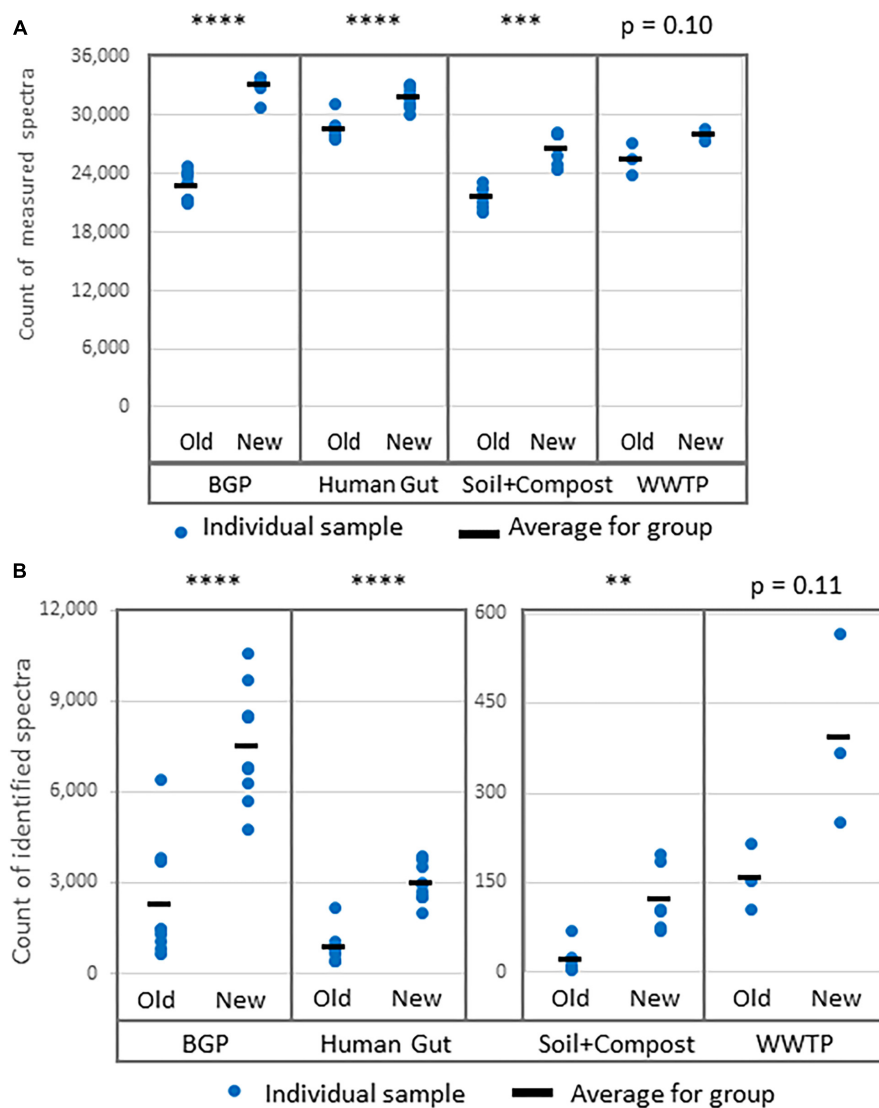 A
**** **** *** p = 0.10
Count of measured spectra
36,000
30,000
24,000
18,000
12,000
6,000
0
Old New Old New Old New Old New
BGP Human Gut Soil+Compost WWTP
Individual sample Average for group
B
**** **** ** p = 0.11
Count of identified spectra
12,000 600
9,000 450
6,000 300
3,000 150
0 0
Old New Old New Old New Old New
BGP Human Gut Soil+Compost WWTP
Individual sample Average for group